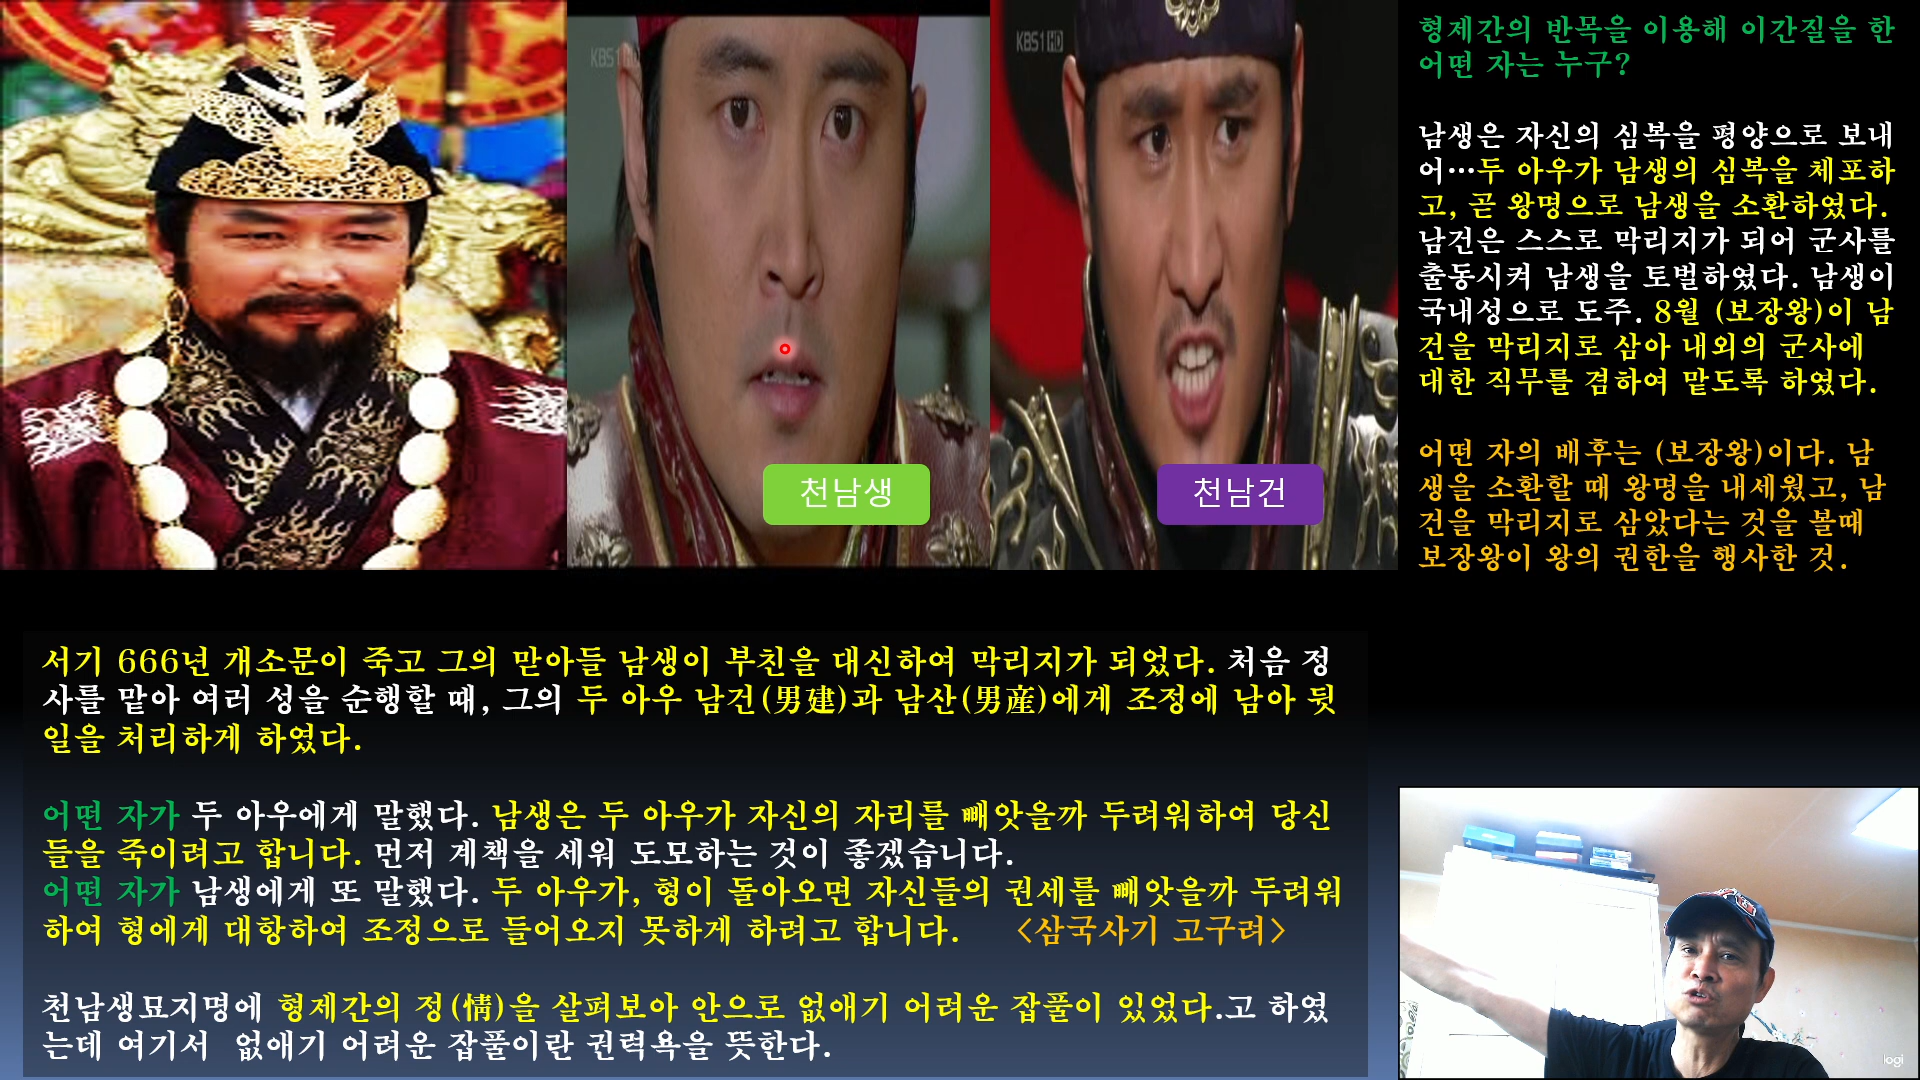 KBS1HD
KBS1HD
천남생
천남건
형제간의 반목을 이용해 이간질을 한
어떤 자는 누구?
남생은 자신의 심복을 평양으로 보내
어…두 아우가 남생의 심복을 체포하
고, 곧 왕명으로 남생을 소환하였다.
남건은 스스로 막리지가 되어 군사를
출동시켜 남생을 토벌하였다. 남생이
국내성으로 도주. 8월 (보장왕)이 남
건을 막리지로 삼아 내외의 군사에
대한 직무를 겸하여 맡도록 하였다.
어떤 자의 배후는 (보장왕)이다. 남
생을 소환할 때 왕명을 내세웠고, 남
건을 막리지로 삼았다는 것을 볼때
보장왕이 왕의 권한을 행사한 것.
서기 666년 개소문이 죽고 그의 맏아들 남생이 부친을 대신하여 막리지가 되었다. 처음 정
사를 맡아 여러 성을 순행할 때, 그의 두 아우 남건(男建)과 남산(男産)에게 조정에 남아 뒷
일을 처리하게 하였다.
어떤 자가 두 아우에게 말했다. 남생은 두 아우가 자신의 자리를 빼앗을까 두려워하여 당신
들을 죽이려고 합니다. 먼저 계책을 세워 도모하는 것이 좋겠습니다.
어떤 자가 남생에게 또 말했다. 두 아우가, 형이 돌아오면 자신들의 권세를 빼앗을까 두려워
하여 형에게 대항하여 조정으로 들어오지 못하게 하려고 합니다. <삼국사기 고구려>
천남생묘지명에 형제간의 정(情)을 살펴보아 안으로 없애기 어려운 잡풀이 있었다.고 하였
는데 여기서 없애기 어려운 잡풀이란 권력욕을 뜻한다.
logi